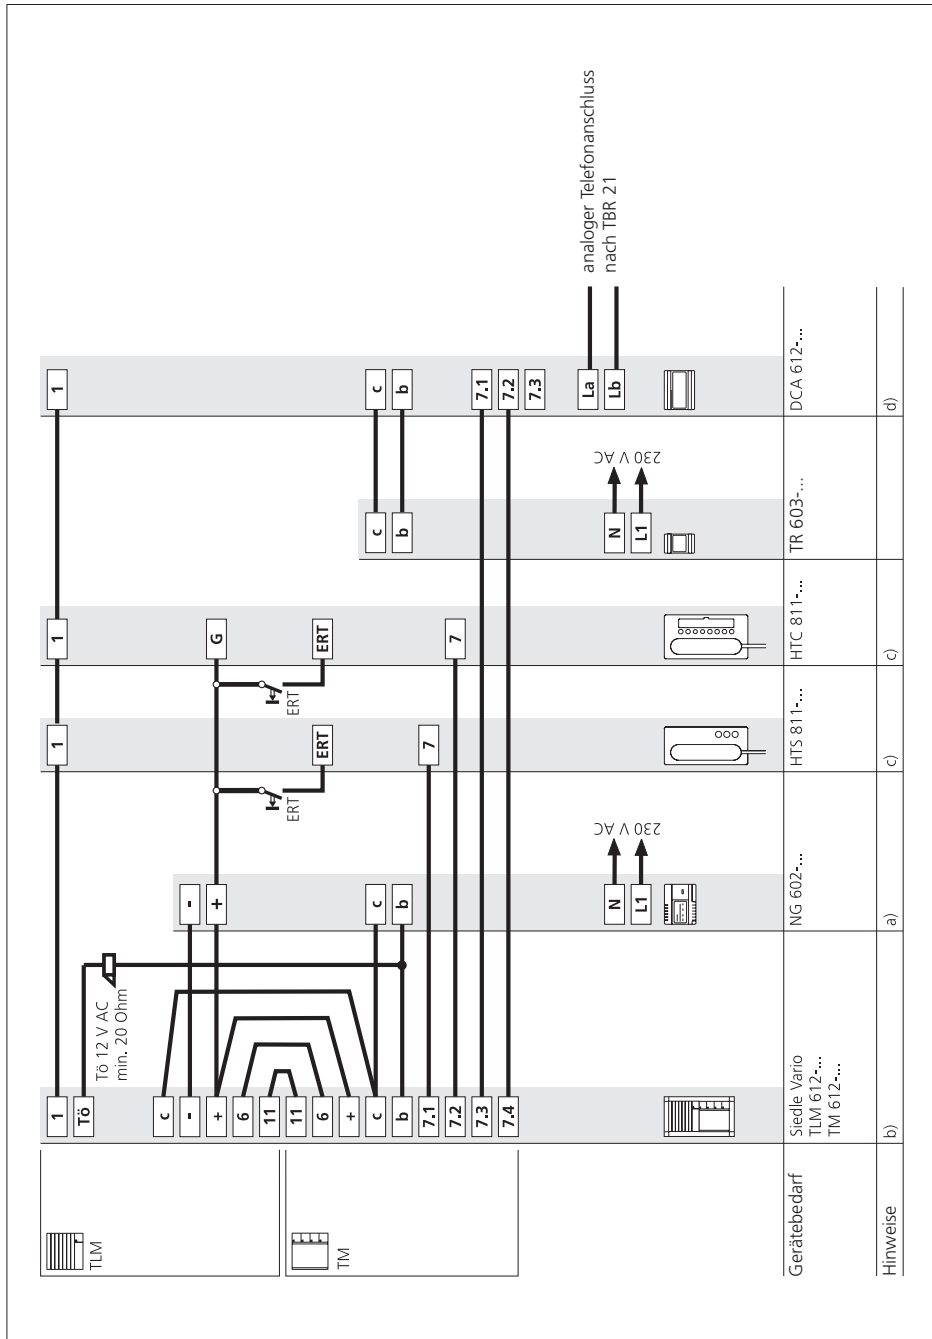 1 1 1 1
Tö
TLM
Tö 12 V AC
min. 20 Ohm
c
- -
+ + G
6
11
11
ERT ERT
6 ERT ERT
TM
+
c c c c
b b b b
7.1 7
7.2 7
7.3 7.1
7.4 7.2
7.3
La analoger Telefonanschluss
N N Lb nach TBR 21
L1 L1
230 V AC 230 V AC
Gerätebedarf
Siedle Vario
TLM 612-...
TM 612-...
NG 602-...
HTS 811-...
HTC 811-...
TR 603-...
DCA 612-...
Hinweise b) a) c) c) d)